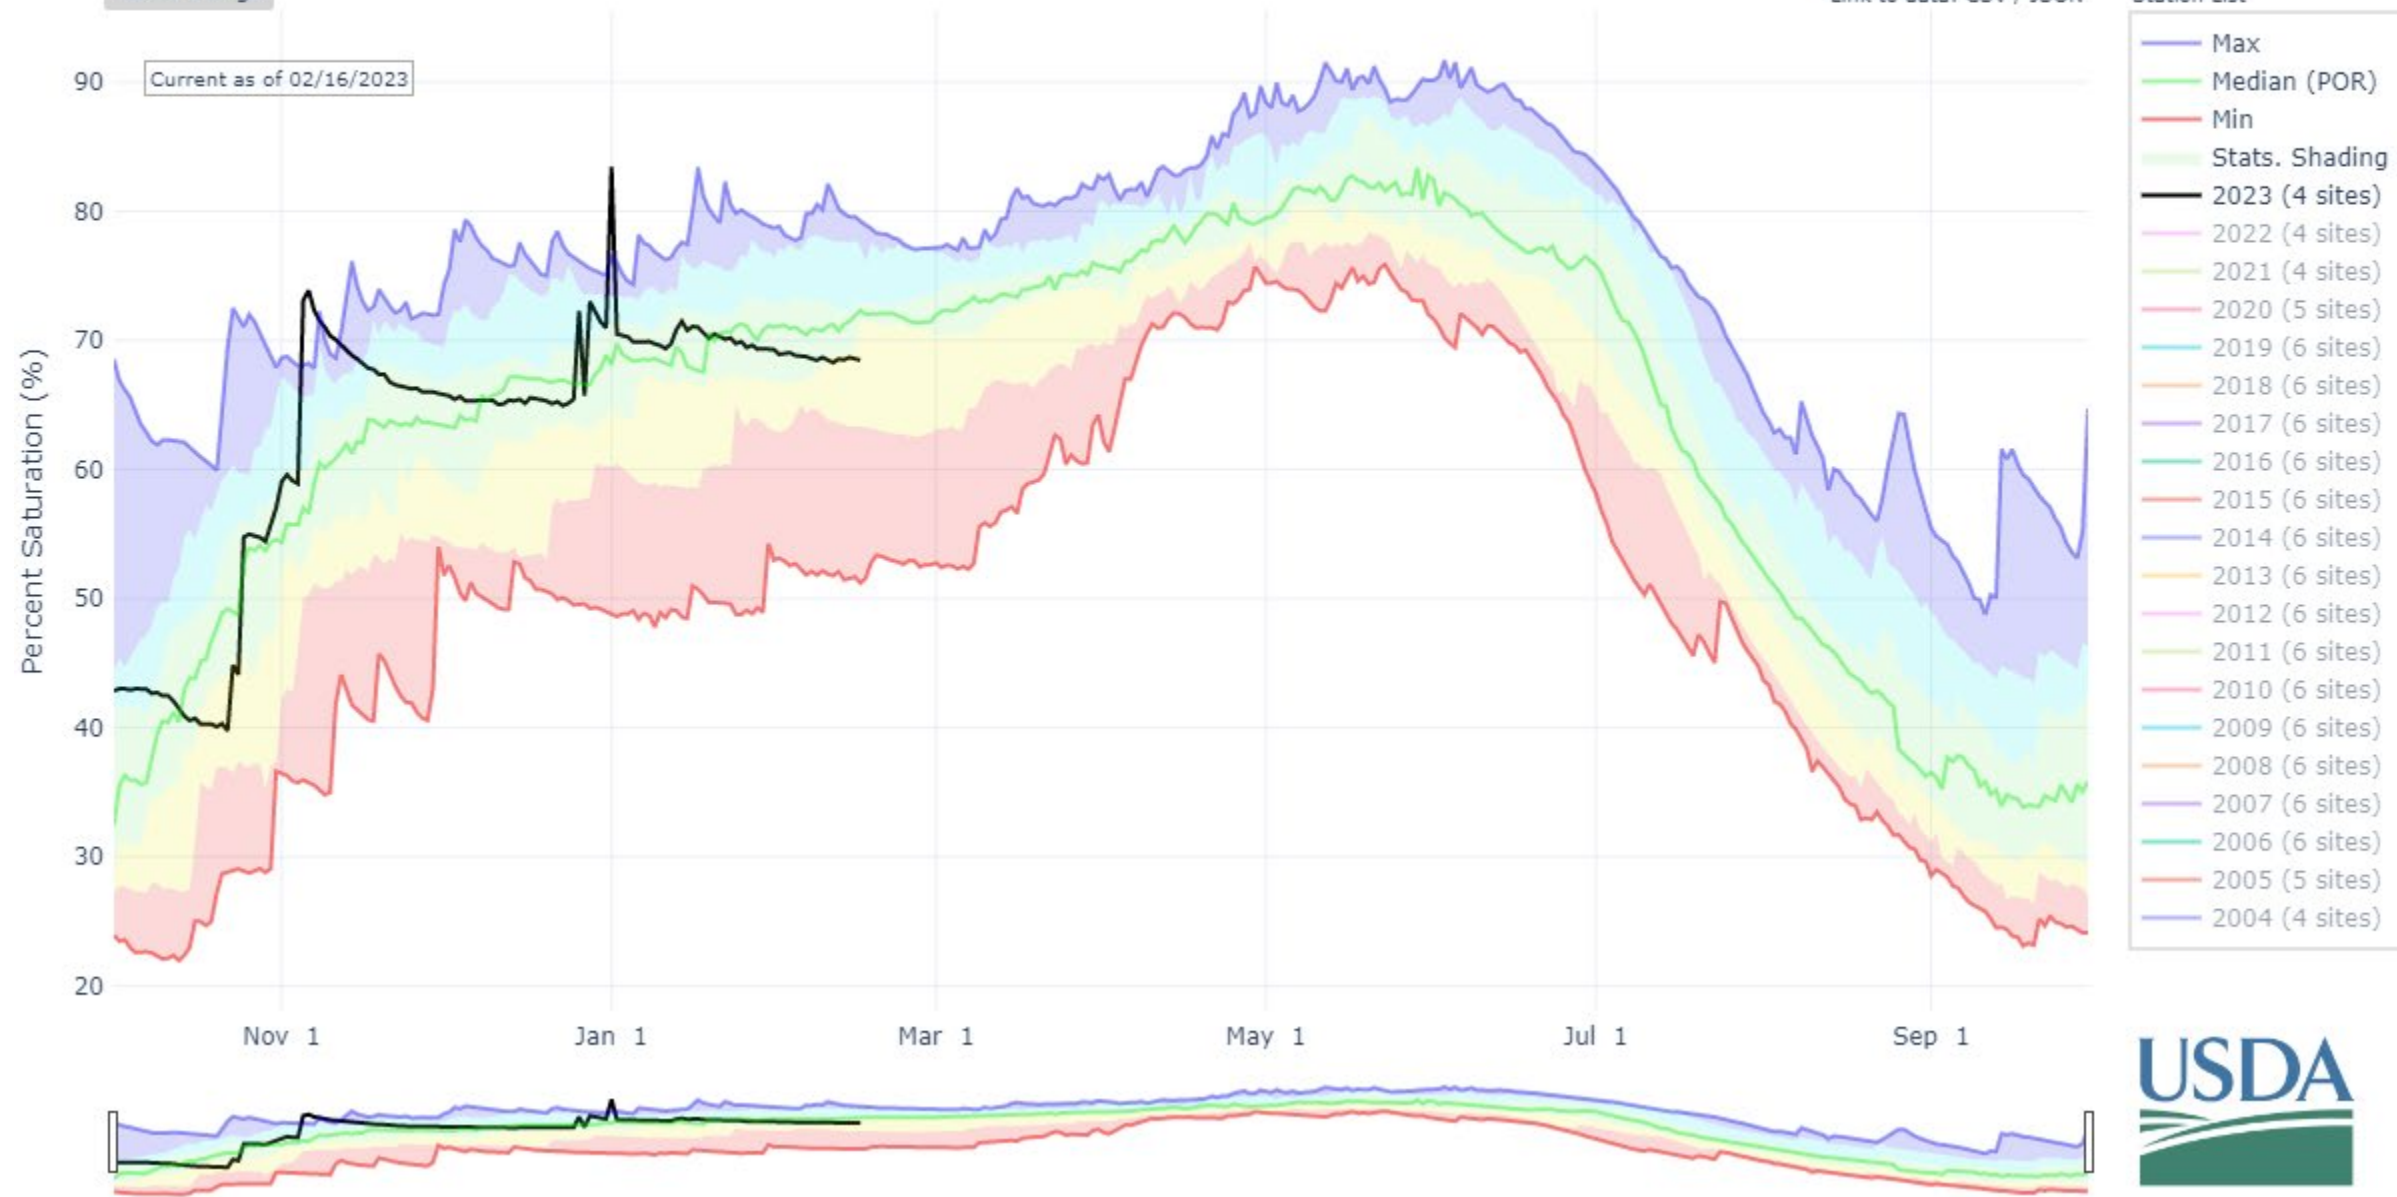 Current as of 02/16/2023
Percent Saturation (%)
90
80
70
60
50
40
30
20
Nov 1
Jan 1
Mar 1
May 1
Jul 1
Sep 1
Max
Median (POR)
Min
Stats. Shading
2023 (4 sites)
2022 (4 sites)
2021 (4 sites)
2020 (5 sites)
2019 (6 sites)
2018 (6 sites)
2017 (6 sites)
2016 (6 sites)
2015 (6 sites)
2014 (6 sites)
2013 (6 sites)
2012 (6 sites)
2011 (6 sites)
2010 (6 sites)
2009 (6 sites)
2008 (6 sites)
2007 (6 sites)
2006 (6 sites)
2005 (5 sites)
2004 (4 sites)
USDA